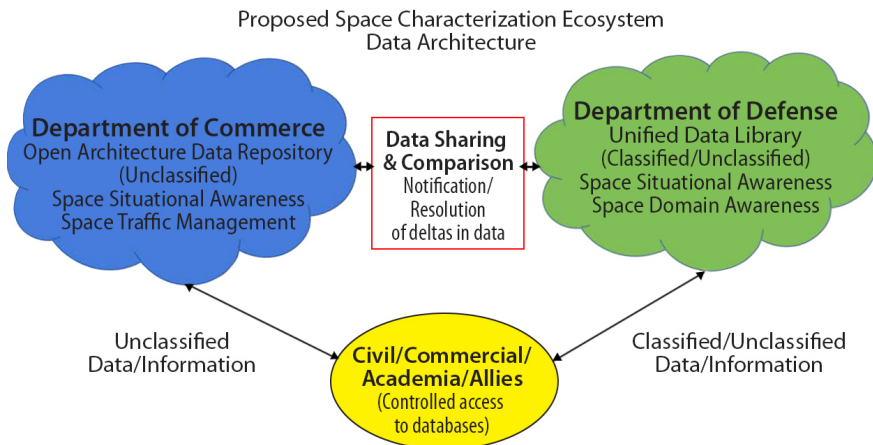 Proposed Space Characterization Ecosystem
Data Architecture
Department of Commerce
Open Architecture Data Repository
(Unclassified)
Space Situational Awareness
Space Traffic Management
Data Sharing
& Comparison
Notification/
Resolution
of deltas in data
Department of Defense
Unified Data Library
(Classified/Unclassified)
Space Situational Awareness
Space Domain Awareness
Unclassified
Data/Information
Civil/Commercial/
Academia/Allies
(Controlled access
to databases)
Classified/Unclassified
Data/Information